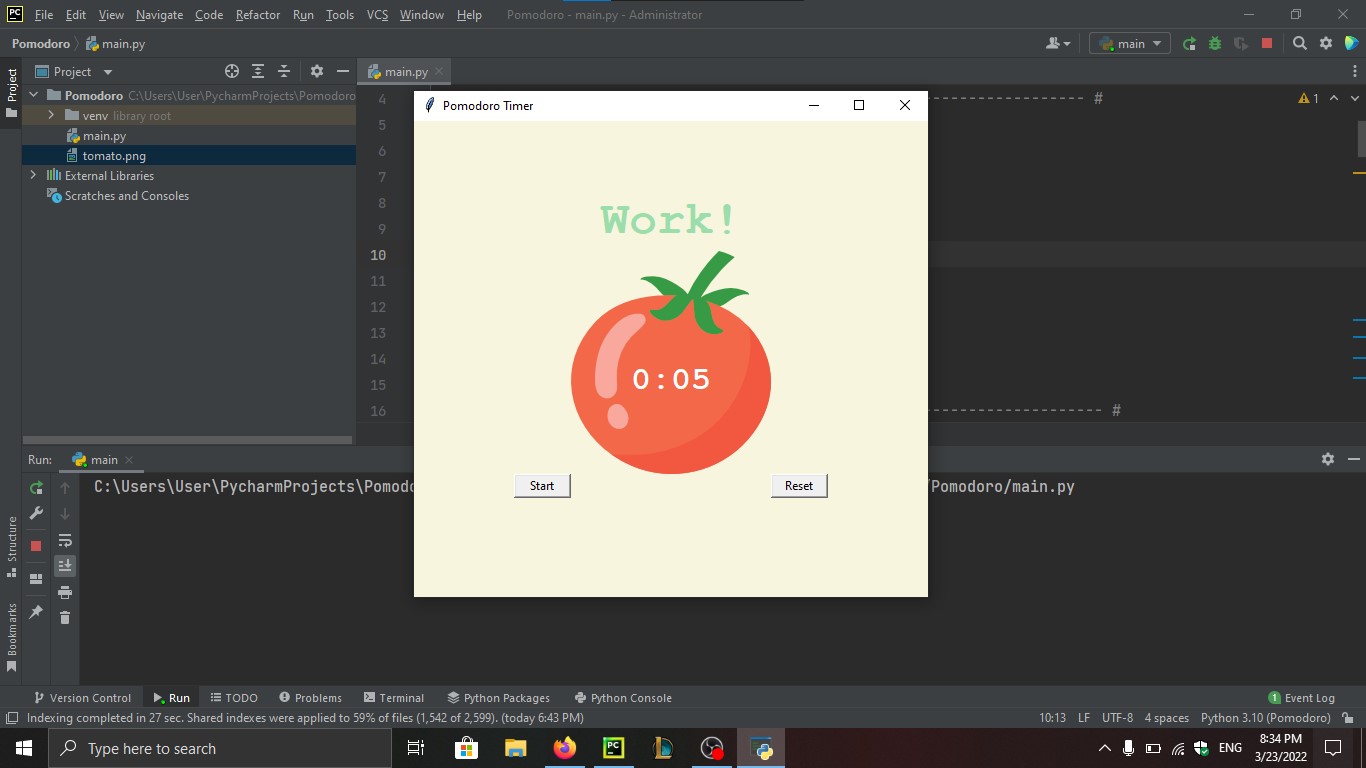 PC File Edit View Navigate Code Refactor Run Tools VCS Window Help Pomodoro - main.py - Administrator
Pomodoro main.py main
Project main.py
Project
Pomodoro C:\Users\User\PycharmProjects\Pomodoro
venv library root
main.py
tomato.png
External Libraries
Scratches and Consoles
4 ----------------- #
1
5
6
7
8
9
10
11
12
13
14
15
16 ------------------- #
Pomodoro Timer
Work!
0:05
Start Reset
Run: main
C:\Users\User\PycharmProjects\Pomodo /Pomodoro/main.py
Structure
Bookmarks
Version Control Run TODO Problems Terminal Python Packages Python Console 1 Event Log
Indexing completed in 27 sec. Shared indexes were applied to 59% of files (1,542 of 2,599). (today 6:43 PM) 10:13 LF UTF-8 4 spaces Python 3.10 (Pomodoro)
Type here to search PC ENG 8:34 PM
3/23/2022